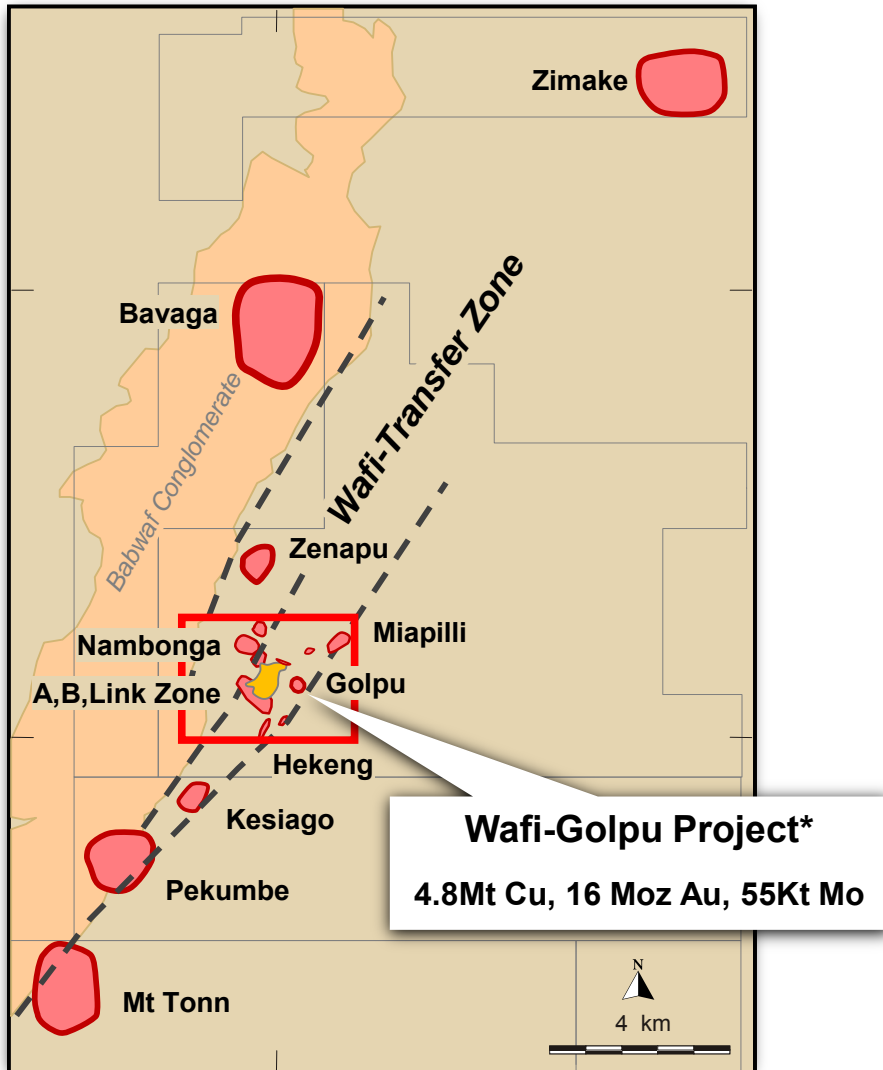 Zimake
Bavaga
Wafi-Transfer Zone
Babwaf Conglomerate
Zenapu
Nambonga
Miapilli
A,B,Link Zone
Golpu
Hekeng
Kesiago
Wafi-Golpu Project*
4.8Mt Cu, 16 Moz Au, 55Kt Mo
Pekumbe
Mt Tonn
N
4 km